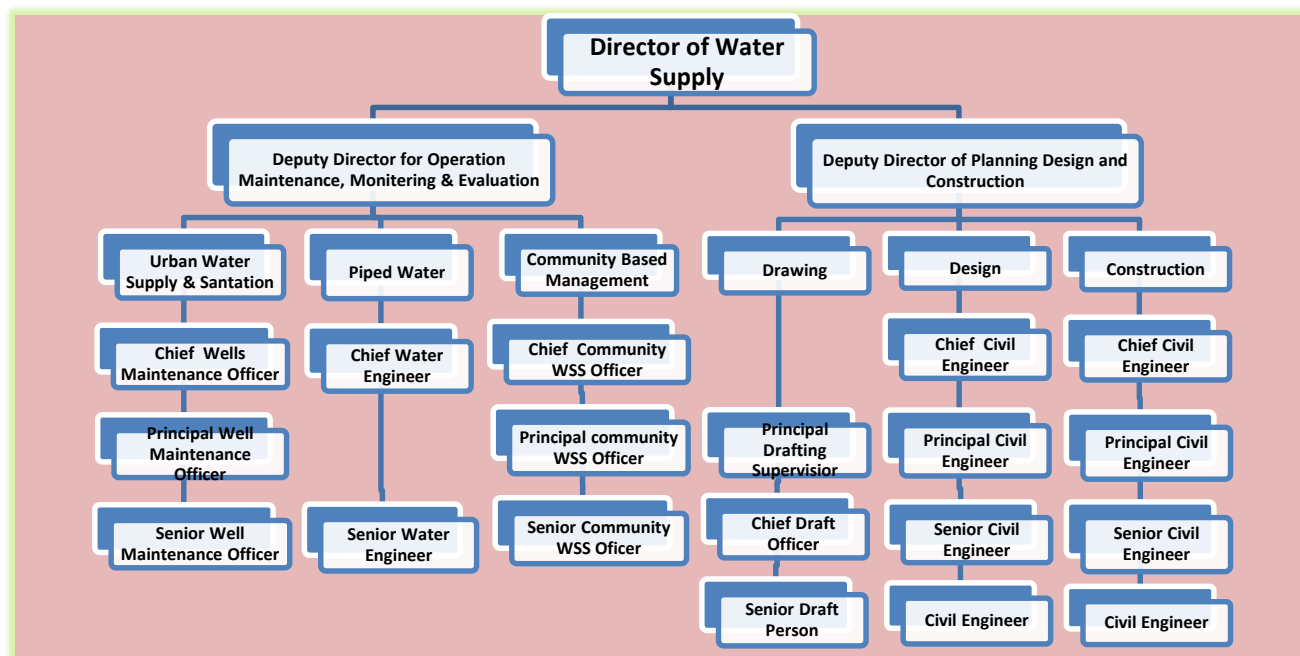 Director of Water
Supply
Deputy Director for Operation
Maintenance, Monitering & Evaluation
Deputy Director of Planning Design and
Construction
Urban Water
Supply & Santation
Piped Water
Community Based
Management
Drawing
Design
Construction
Chief Wells
Maintenance Officer
Chief Water
Engineer
Chief Community
WSS Officer
Chief Civil
Engineer
Chief Civil
Engineer
Principal Well
Maintenance
Officer
Principal community
WSS Officer
Principal
Drafting
Supervisior
Principal Civil
Engineer
Principal Civil
Engineer
Senior Well
Maintenance Officer
Senior Water
Engineer
Senior Community
WSS Oficer
Chief Draft
Officer
Senior Civil
Engineer
Senior Civil
Engineer
Senior Draft
Person
Civil Engineer
Civil Engineer